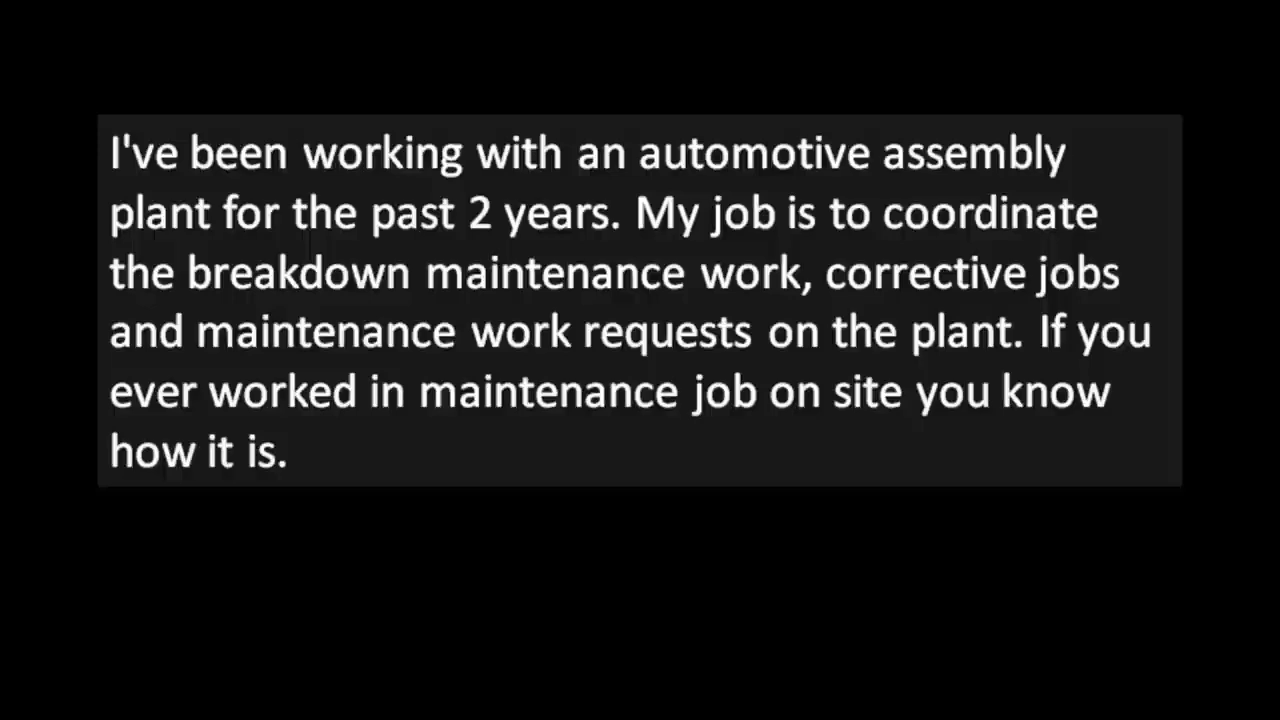 I've been working with an automotive assembly
plant for the past 2 years. My job is to coordinate
the breakdown maintenance work, corrective jobs
and maintenance work requests on the plant. If you
ever worked in maintenance job on site you know
how it is.